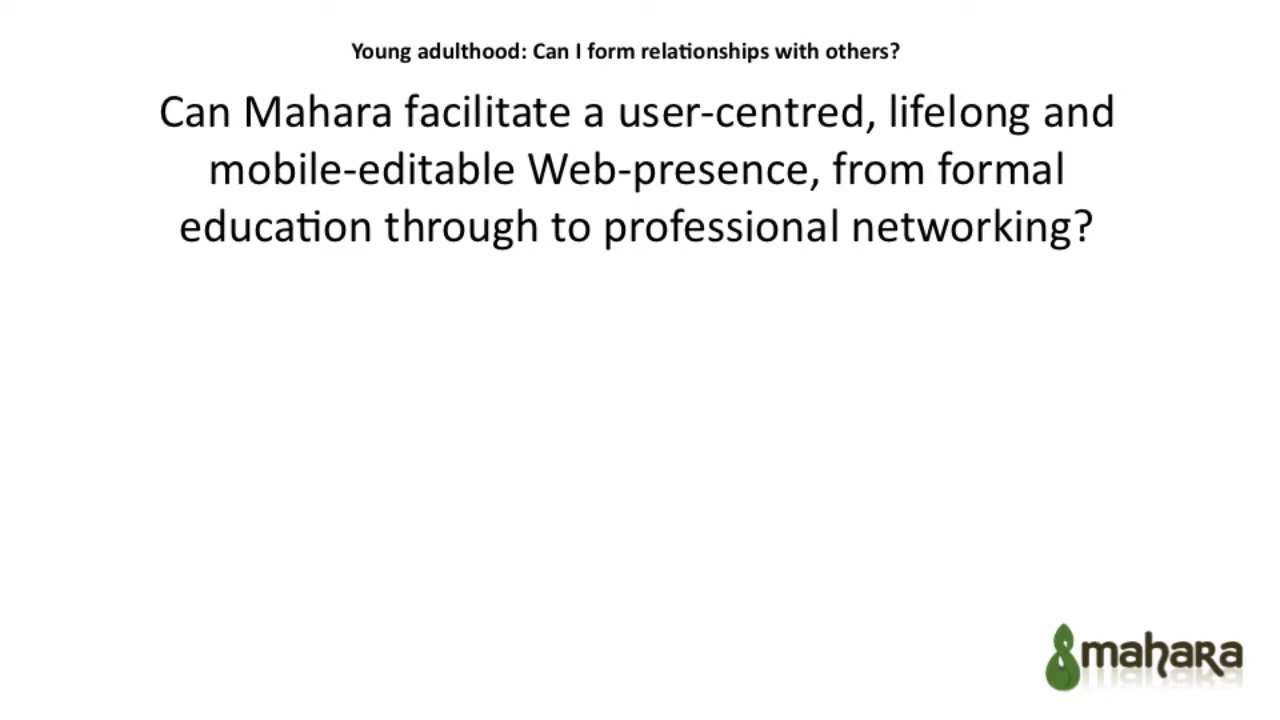 Young adulthood: Can I form relationships with others?
Can Mahara facilitate a user-centred, lifelong and
mobile-editable Web-presence, from formal
education through to professional networking?
mahara